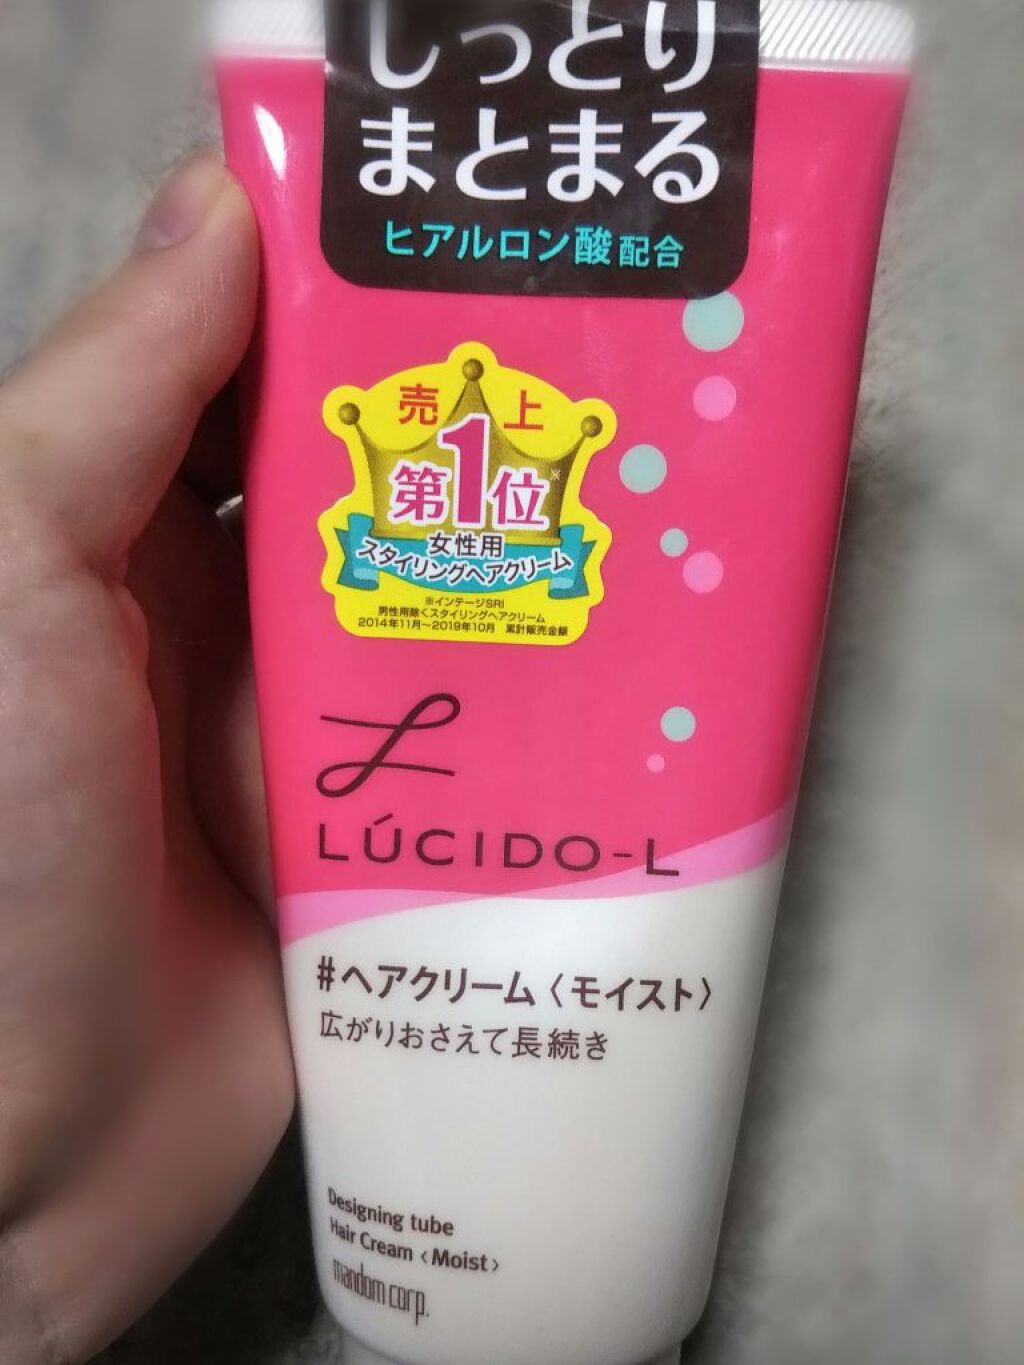 しっとり
まとまる
ヒアルロン酸配合
売上
第1位※
女性用
スタイリングヘアクリーム
※インテージSRI
男性用除くスタイリングヘアクリーム
2014年11月〜2019年10月 累計販売金額
LÚCIDO-L
#ヘアクリーム〈モイスト〉
広がりおさえて長続き
Designing tube
Hair Cream〈Moist〉
mandom corp.